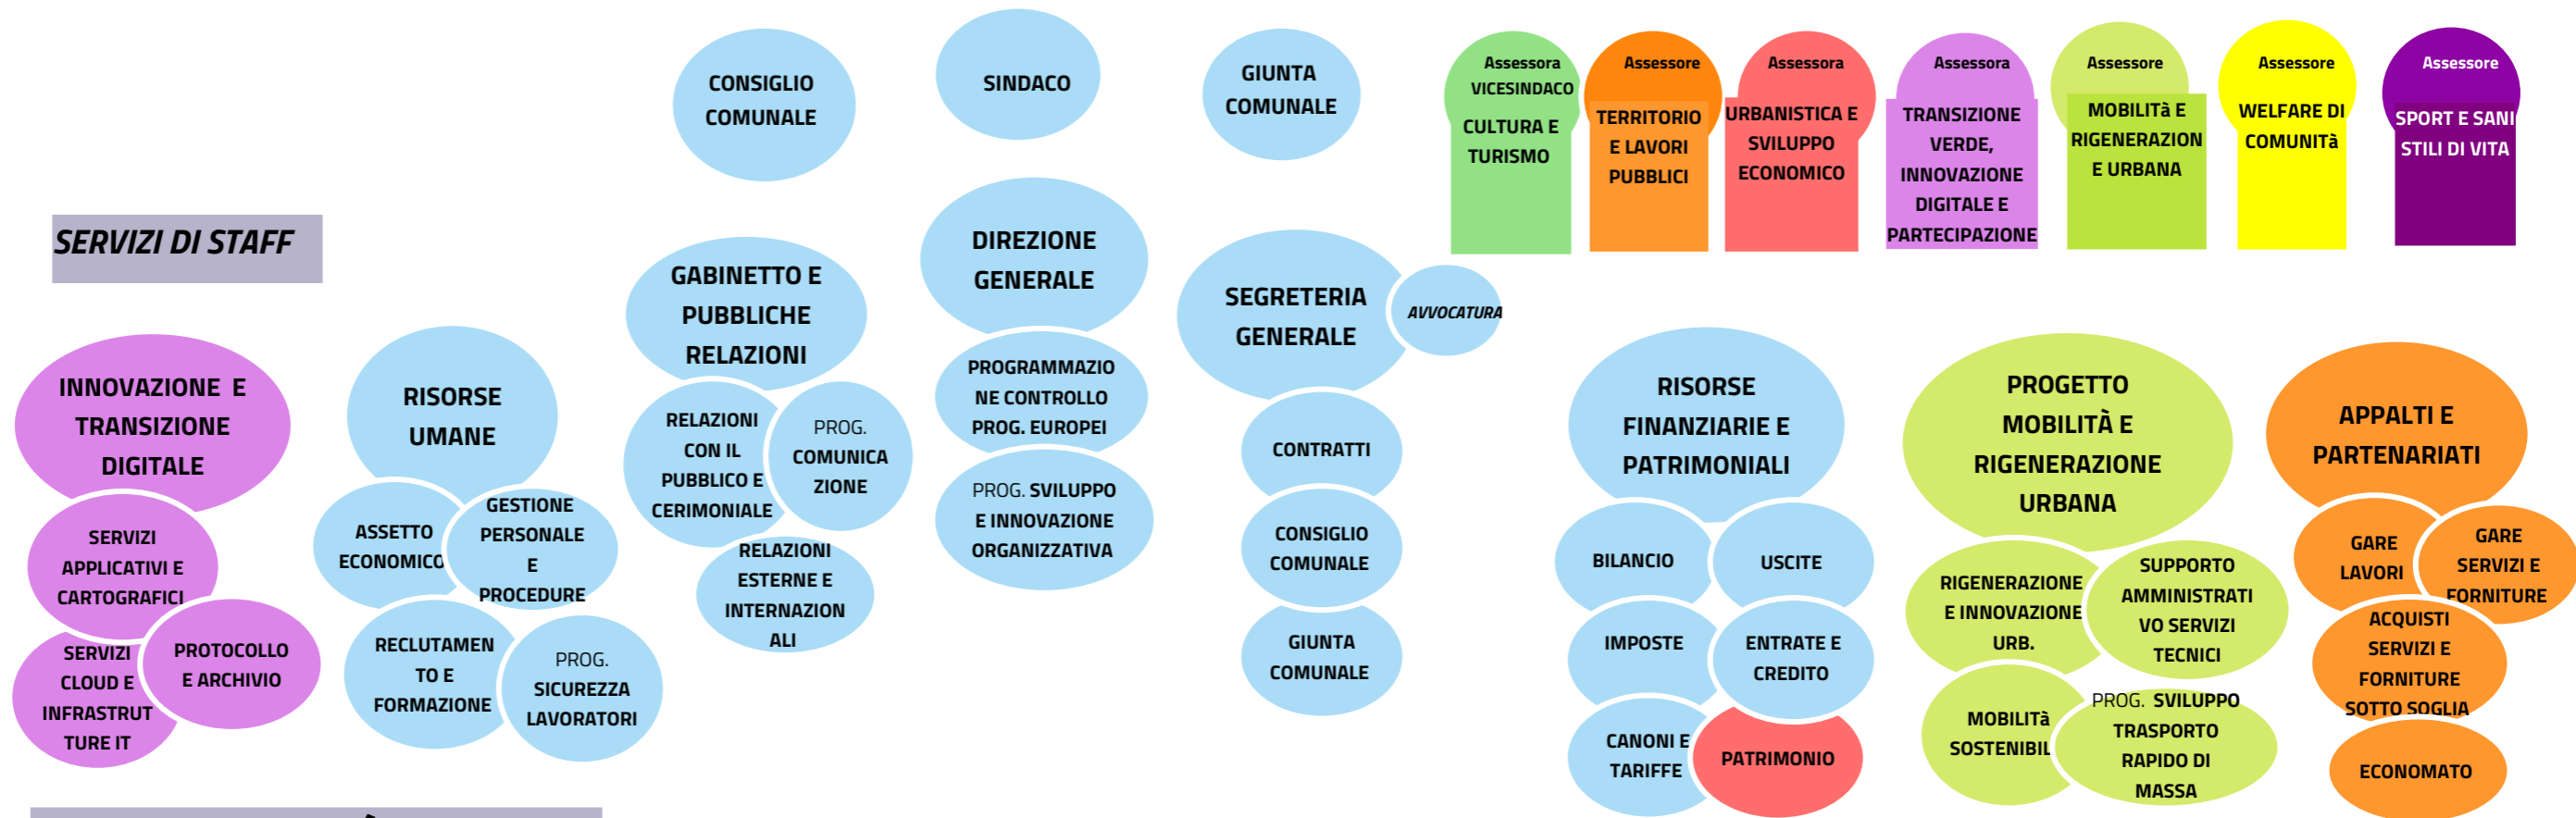 CONSIGLIO
COMUNALE
SINDACO
GIUNTA
COMUNALE
Assessora
VICESINDACO
CULTURA E
TURISMO
Assessore
TERRITORIO
E LAVORI
PUBBLICI
Assessora
URBANISTICA E
SVILUPPO
ECONOMICO
Assessora
TRANSIZIONE
VERDE,
INNOVAZIONE
DIGITALE E
PARTECIPAZIONE
Assessore
MOBILITà E
RIGENERAZION
E URBANA
Assessore
WELFARE DI
COMUNITà
Assessore
SPORT E SANI
STILI DI VITA
SERVIZI DI STAFF
INNOVAZIONE E
TRANSIZIONE
DIGITALE
SERVIZI
APPLICATIVI E
CARTOGRAFICI
SERVIZI
CLOUD E
INFRASTRUT
TURE IT
PROTOCOLLO
E ARCHIVIO
RISORSE
UMANE
ASSETTO
ECONOMICO
GESTIONE
PERSONALE
E
PROCEDURE
RECLUTAMEN
TO E
FORMAZIONE
PROG.
SICUREZZA
LAVORATORI
GABINETTO E
PUBBLICHE
RELAZIONI
RELAZIONI
CON IL
PUBBLICO E
CERIMONIALE
PROG.
COMUNICA
ZIONE
RELAZIONI
ESTERNE E
INTERNAZION
ALI
DIREZIONE
GENERALE
PROGRAMMAZIO
NE CONTROLLO
PROG. EUROPEI
PROG. SVILUPPO
E INNOVAZIONE
ORGANIZZATIVA
SEGRETERIA
GENERALE
AVVOCATURA
CONTRATTI
CONSIGLIO
COMUNALE
GIUNTA
COMUNALE
RISORSE
FINANZIARIE E
PATRIMONIALI
BILANCIO
USCITE
IMPOSTE
ENTRATE E
CREDITO
CANONI E
TARIFFE
PATRIMONIO
PROGETTO
MOBILITÀ E
RIGENERAZIONE
URBANA
RIGENERAZIONE
E INNOVAZIONE
URB.
SUPPORTO
AMMINISTRATI
VO SERVIZI
TECNICI
MOBILITà
SOSTENIBIL
PROG. SVILUPPO
TRASPORTO
RAPIDO DI
MASSA
APPALTI E
PARTENARIATI
GARE
LAVORI
GARE
SERVIZI E
FORNITURE
ACQUISTI
SERVIZI E
FORNITURE
SOTTO SOGLIA
ECONOMATO